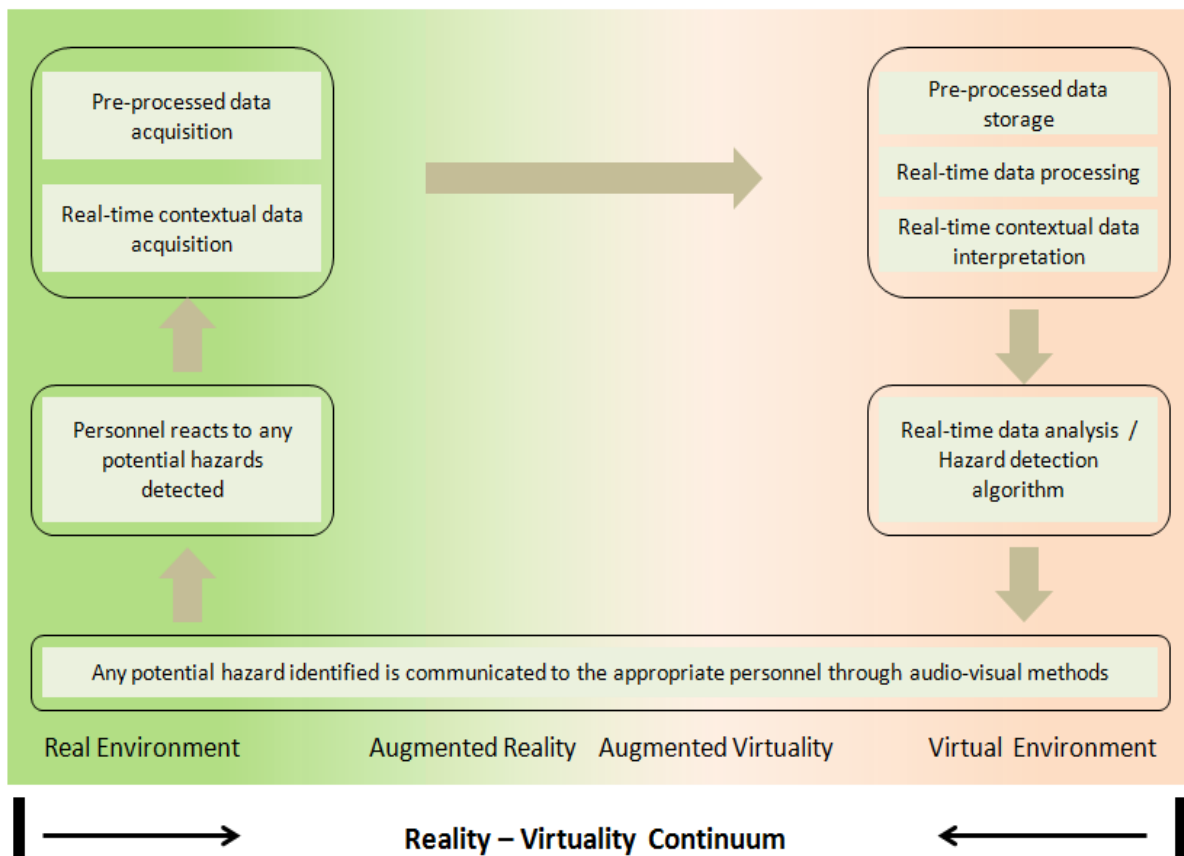 Pre-processed data
acquisition
Real-time contextual data
acquisition
Pre-processed data
storage
Real-time data processing
Real-time contextual data
interpretation
Personnel reacts to any
potential hazards
detected
Real-time data analysis /
Hazard detection
algorithm
Any potential hazard identified is communicated to the appropriate personnel through audio-visual methods
Real Environment
Augmented Reality
Augmented Virtuality
Virtual Environment
Reality – Virtuality Continuum